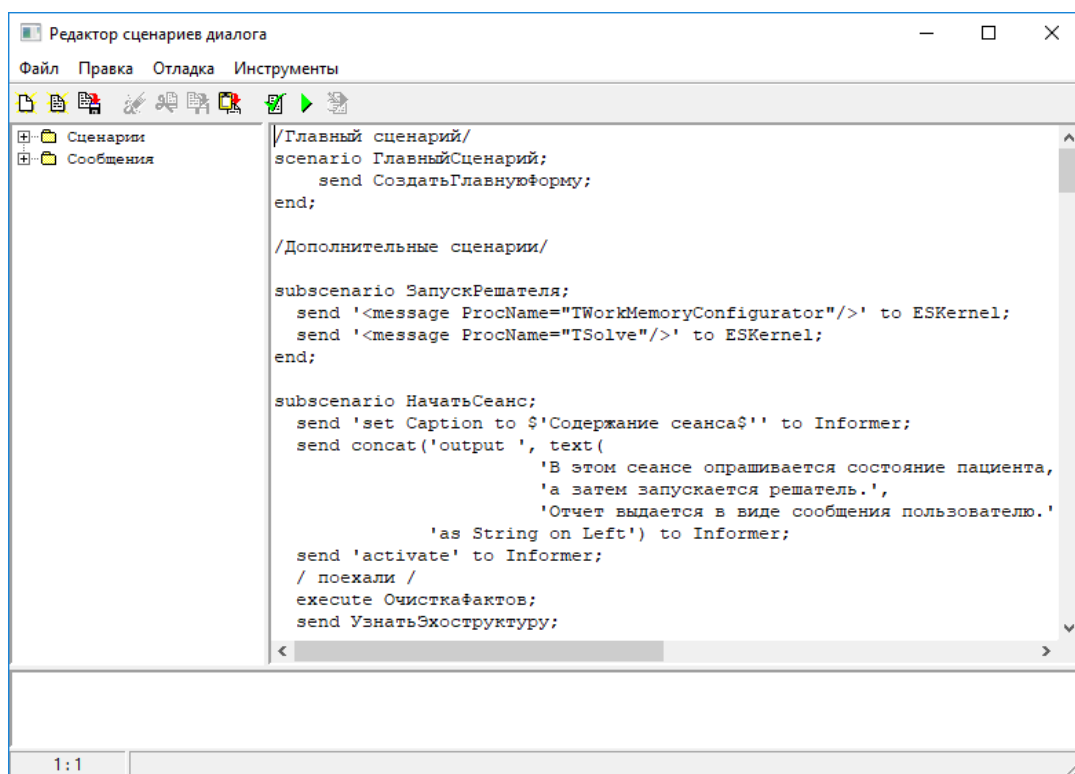 Редактор сценариев диалога
Файл Правка Отладка Инструменты
Сценарии
Сообщения
/Главный сценарий/
scenario ГлавныйСценарий;
    send СоздатьГлавнуюФорму;
end;
/Дополнительные сценарии/
subscenario ЗапускРешателя;
  send '<message ProcName="TWorkMemoryConfigurator"/>' to ESKernel;
  send '<message ProcName="TSolve"/>' to ESKernel;
end;
subscenario НачатьСеанс;
  send 'set Caption to $'Содержание сеанса$'' to Informer;
  send concat('output ', text(
                        'В этом сеансе опрашивается состояние пациента,
                        'а затем запускается решатель.',
                        'Отчет выдается в виде сообщения пользователю.'
              'as String on Left') to Informer;
  send 'activate' to Informer;
  / поехали /
  execute ОчисткаФактов;
  send УзнатьЭхоструктуру;
1:1